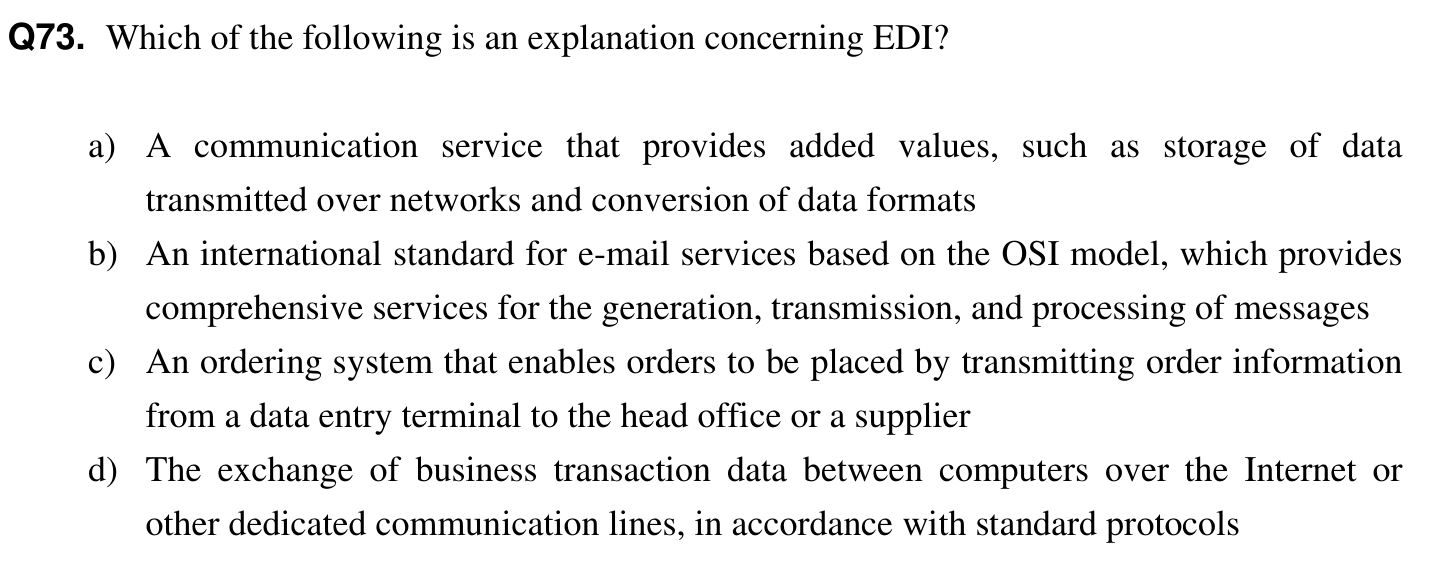 Q73. Which of the following is an explanation concerning EDI?
a) A communication service that provides added values, such as storage of data
transmitted over networks and conversion of data formats
b) An international standard for e-mail services based on the OSI model, which provides
comprehensive services for the generation, transmission, and processing of messages
c) An ordering system that enables orders to be placed by transmitting order information
from a data entry terminal to the head office or a supplier
d) The exchange of business transaction data between computers over the Internet or
other dedicated communication lines, in accordance with standard protocols